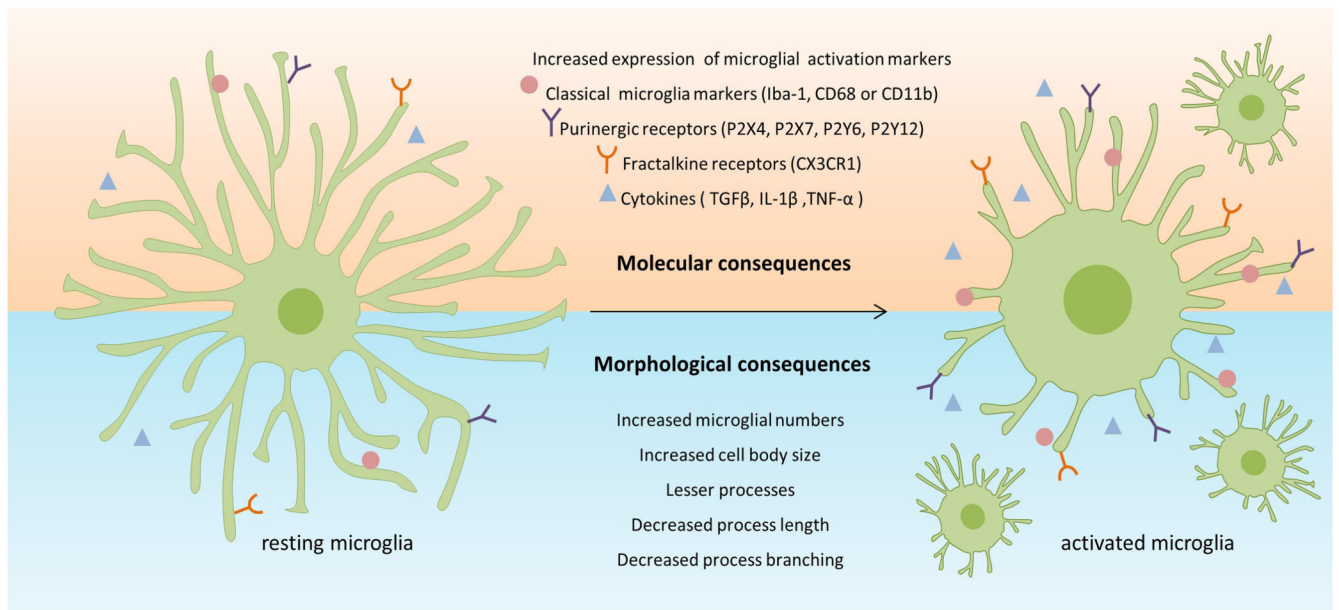 Increased expression of microglial activation markers
Classical microglia markers (Iba-1, CD68 or CD11b)
Purinergic receptors (P2X4, P2X7, P2Y6, P2Y12)
Fractalkine receptors (CX3CR1)
Cytokines ( TGFβ, IL-1β ,TNF-α )
Molecular consequences
Morphological consequences
Increased microglial numbers
Increased cell body size
Lesser processes
Decreased process length
Decreased process branching
resting microglia
activated microglia